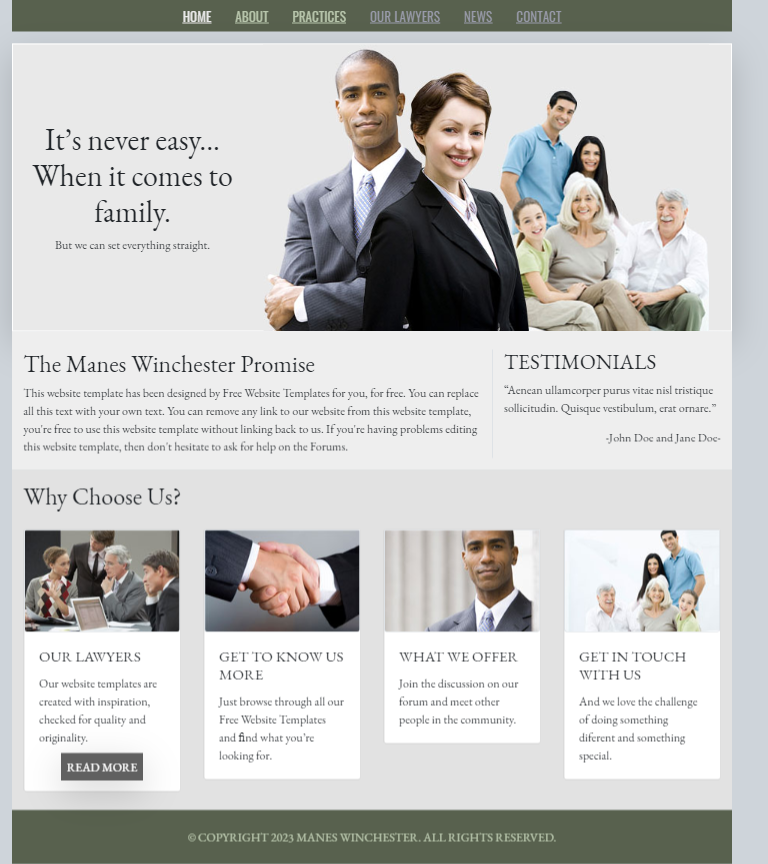 HOME ABOUT PRACTICES OUR LAWYERS NEWS CONTACT
It's never easy...
When it comes to
family.
But we can set everything straight.
The Manes Winchester Promise
This website template has been designed by Free Website Templates for you, for free. You can replace
all this text with your own text. You can remove any link to our website from this website template,
you're free to use this website template without linking back to us. If you're having problems editing
this website template, then don't hesitate to ask for help on the Forums.
TESTIMONIALS
“Aenean ullamcorper purus vitae nisl tristique
sollicitudin. Quisque vestibulum, erat ornare.”
-John Doe and Jane Doe-
Why Choose Us?
OUR LAWYERS
Our website templates are
created with inspiration,
checked for quality and
originality.
READ MORE
GET TO KNOW US
MORE
Just browse through all our
Free Website Templates
and find what you're
looking for.
WHAT WE OFFER
Join the discussion on our
forum and meet other
people in the community.
GET IN TOUCH
WITH US
And we love the challenge
of doing something
diferent and something
special.
© COPYRIGHT 2023 MANES WINCHESTER. ALL RIGHTS RESERVED.